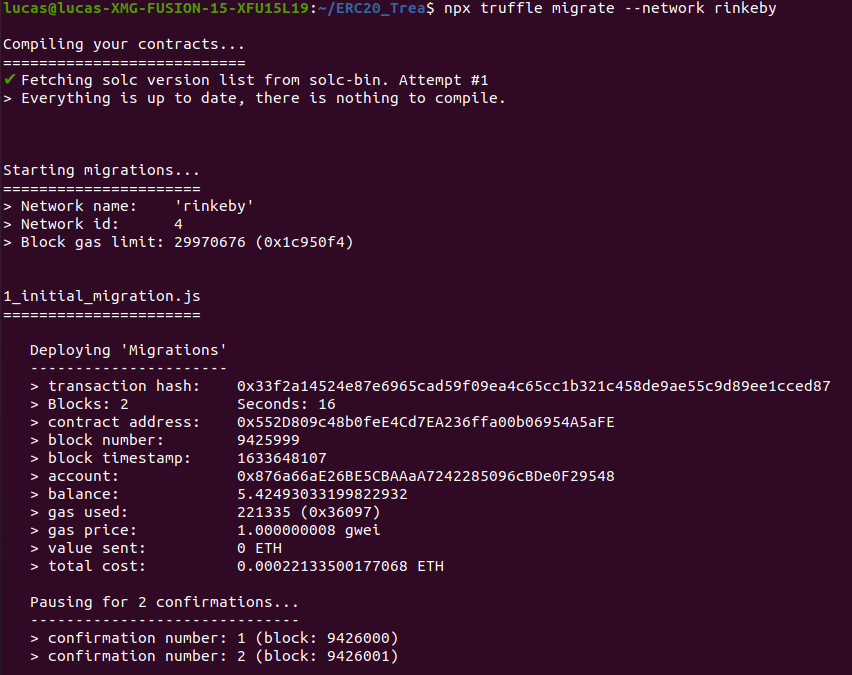 lucas@lucas-XMG-FUSION-15-XFU15L19:~/ERC20_Trea$ npx truffle migrate --network rinkeby
Compiling your contracts...
===========================
✔ Fetching solc version list from solc-bin. Attempt #1
> Everything is up to date, there is nothing to compile.
Starting migrations...
======================
> Network name:    'rinkeby'
> Network id:      4
> Block gas limit: 29970676 (0x1c950f4)
1_initial_migration.js
======================
   Deploying 'Migrations'
   ----------------------
   > transaction hash:    0x33f2a14524e87e6965cad59f09ea4c65cc1b321c458de9ae55c9d89ee1cced87
   > Blocks: 2            Seconds: 16
   > contract address:    0x552D809c48b0feE4Cd7EA236ffa00b06954A5aFE
   > block number:        9425999
   > block timestamp:     1633648107
   > account:             0x876a66aE26BE5CBAAaA7242285096cBDe0F29548
   > balance:             5.42493033199822932
   > gas used:            221335 (0x36097)
   > gas price:           1.000000008 gwei
   > value sent:          0 ETH
   > total cost:          0.00022133500177068 ETH
   Pausing for 2 confirmations...
   ------------------------------
   > confirmation number: 1 (block: 9426000)
   > confirmation number: 2 (block: 9426001)